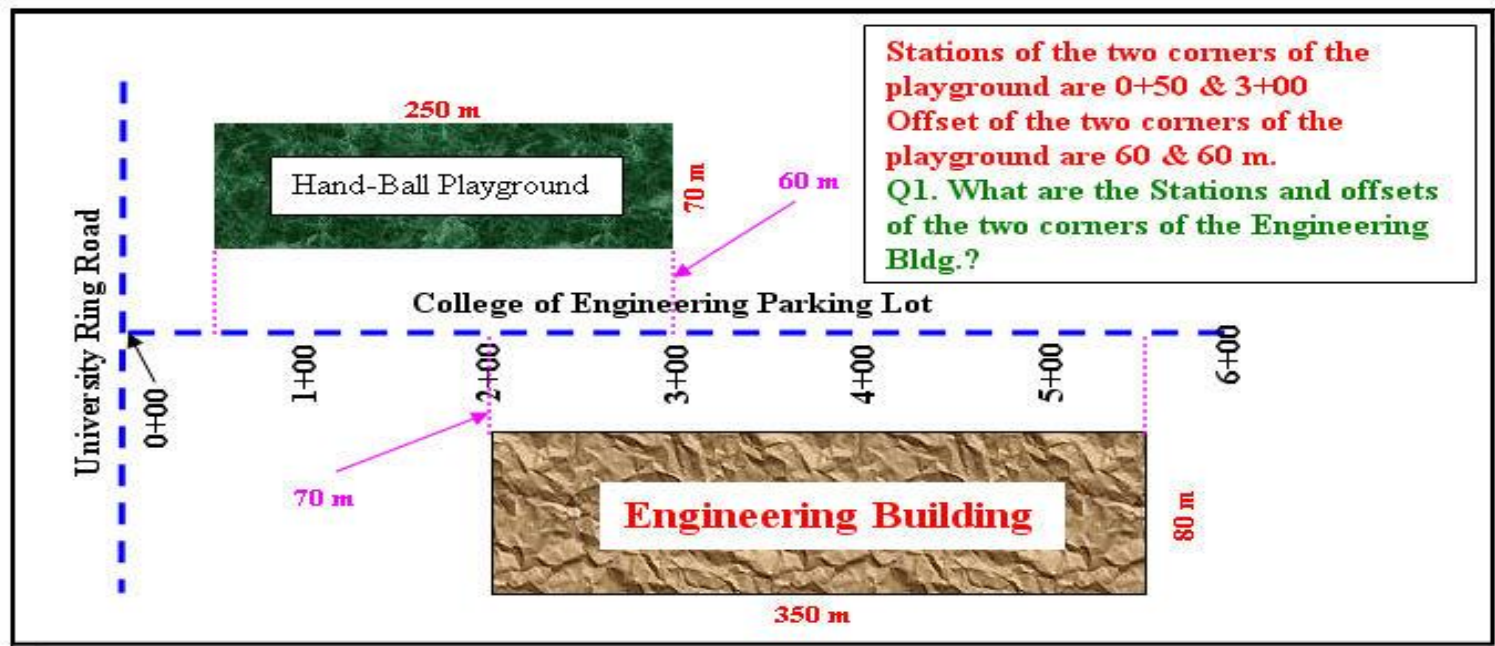 Stations of the two corners of the
playground are 0+50 & 3+00
Offset of the two corners of the
playground are 60 & 60 m.
Q1. What are the Stations and offsets
of the two corners of the Engineering
Bldg.?
250 m
Hand-Ball Playground
70 m
60 m
University Ring Road
College of Engineering Parking Lot
0+00
1+00
2+00
3+00
4+00
5+00
6+00
70 m
Engineering Building
80 m
350 m